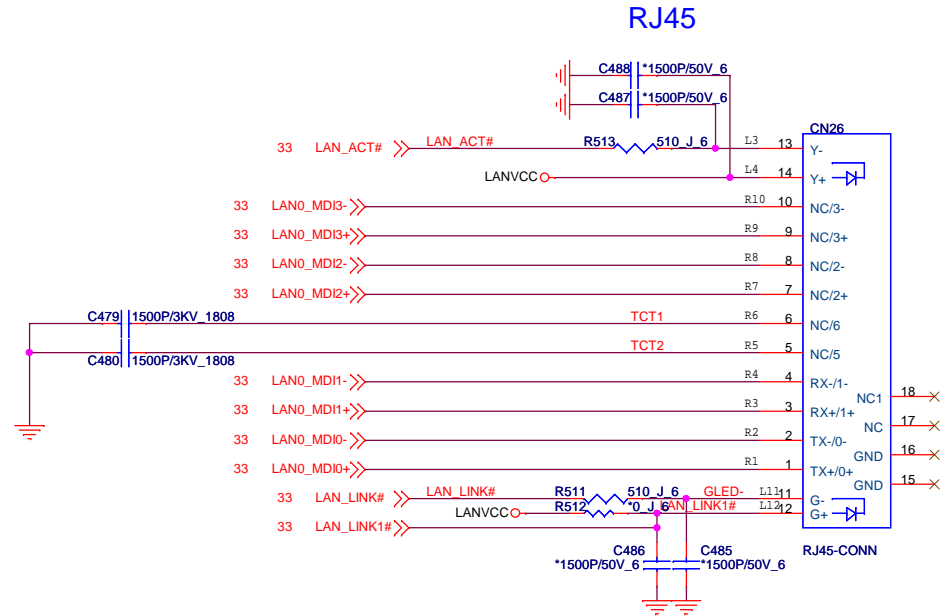 RJ45
C488 *1500P/50V_6
C487 *1500P/50V_6
CN26
33 LAN_ACT# LAN_ACT# R513 510_J_6 L3 13 Y-
LANVCC L4 14 Y+
33 LAN0_MDI3- R10 10 NC/3-
33 LAN0_MDI3+ R9 9 NC/3+
33 LAN0_MDI2- R8 8 NC/2-
33 LAN0_MDI2+ R7 7 NC/2+
C479 1500P/3KV_1808 TCT1 R6 6 NC/6
C480 1500P/3KV_1808 TCT2 R5 5 NC/5
33 LAN0_MDI1- R4 4 RX-/1-
NC1 18
33 LAN0_MDI1+ R3 3 RX+/1+
NC 17
33 LAN0_MDI0- R2 2 TX-/0-
GND 16
33 LAN0_MDI0+ R1 1 TX+/0+
GND 15
33 LAN_LINK# LAN_LINK# R511 510_J_6 GLED- L11 11 G-
LANVCC R512 *0_J_6 LAN_LINK1# L12 12 G+
33 LAN_LINK1#
C486 C485 RJ45-CONN
*1500P/50V_6 *1500P/50V_6